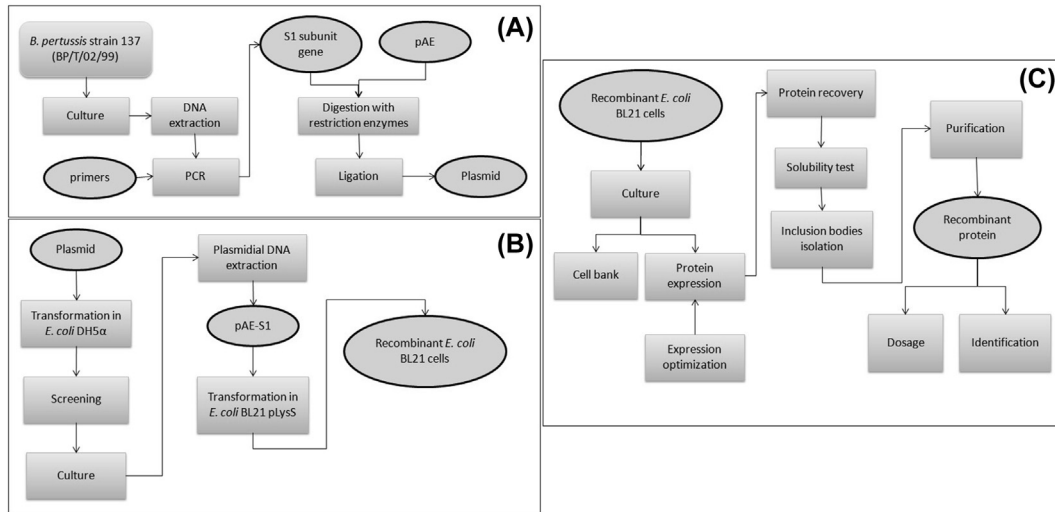 (A)
B. pertussis strain 137
(BP/T/02/99)
Culture
DNA
extraction
primers
PCR
S1 subunit
gene
pAE
Digestion with
restriction enzymes
Ligation
Plasmid
(B)
Plasmid
Transformation in
E. coli DH5α
Screening
Culture
Plasmidial DNA
extraction
pAE-S1
Transformation in
E. coli BL21 pLysS
Recombinant E. coli
BL21 cells
(C)
Recombinant E. coli
BL21 cells
Culture
Cell bank
Protein
expression
Expression
optimization
Protein recovery
Solubility test
Inclusion bodies
isolation
Purification
Recombinant
protein
Dosage
Identification